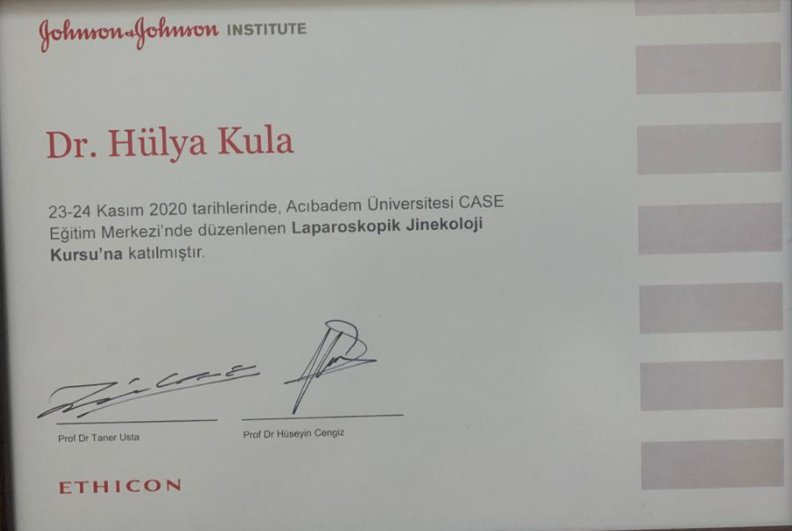 Johnson&Johnson INSTITUTE
Dr. Hülya Kula
23-24 Kasım 2020 tarihlerinde, Acıbadem Üniversitesi CASE
Eğitim Merkezi'nde düzenlenen Laparoskopik Jinekoloji
Kursu'na katılmıştır.
Prof Dr Taner Usta
Prof Dr Hüseyin Cengiz
ETHICON